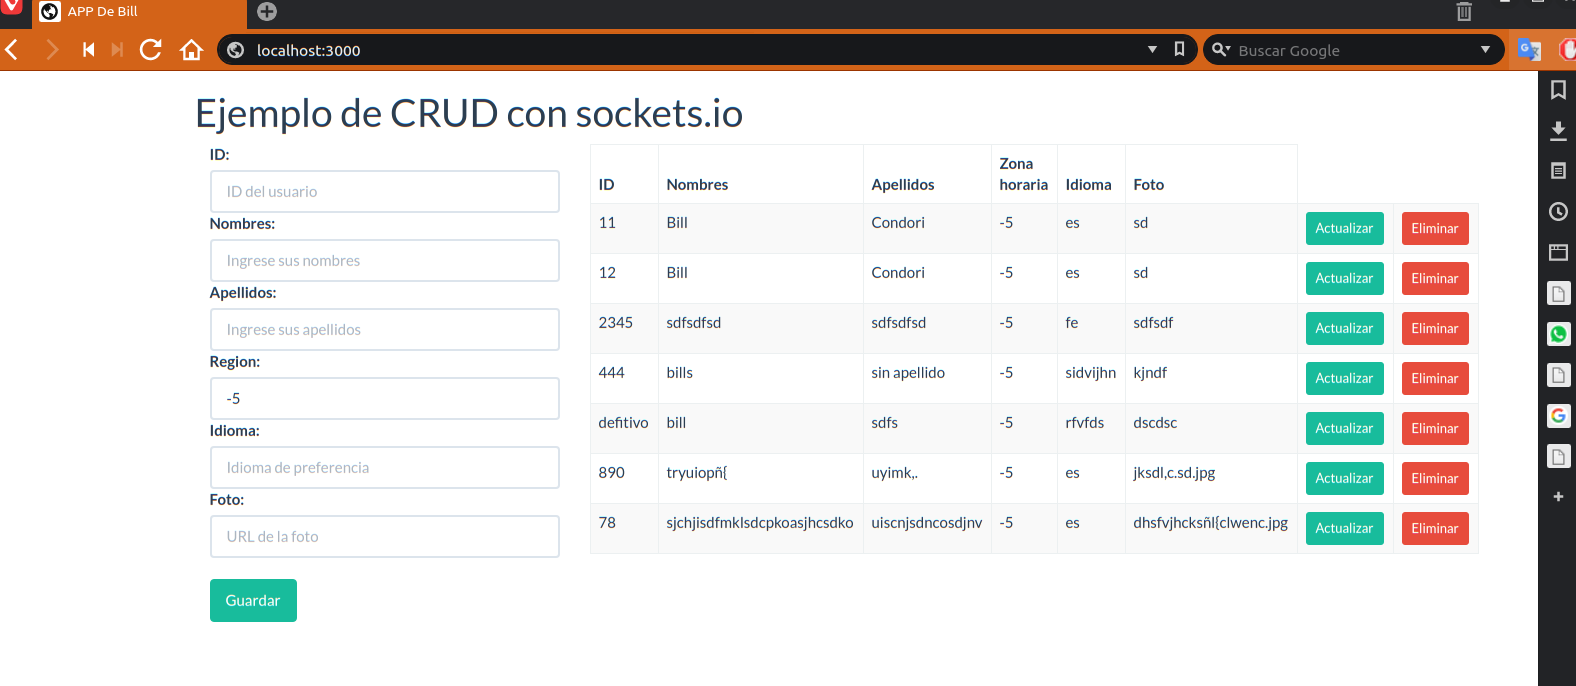 APP De Bill
localhost:3000
Buscar Google
Ejemplo de CRUD con sockets.io
ID:
ID del usuario
Nombres:
Ingrese sus nombres
Apellidos:
Ingrese sus apellidos
Region:
-5
Idioma:
Idioma de preferencia
Foto:
URL de la foto
Guardar
ID Nombres Apellidos Zona horaria Idioma Foto
11 Bill Condori -5 es sd Actualizar Eliminar
12 Bill Condori -5 es sd Actualizar Eliminar
2345 sdfsdfsd sdfsdfsd -5 fe sdfsdf Actualizar Eliminar
444 bills sin apellido -5 sidvijhn kjndf Actualizar Eliminar
defitivo bill sdfs -5 rfvfds dscdsc Actualizar Eliminar
890 tryuiopñ{ uyimk,. -5 es jksdl,c.sd.jpg Actualizar Eliminar
78 sjchjisdfmklsdcpkoasjhcsdko uiscnjsdncosdjnv -5 es dhsfvjhcksñl{clwenc.jpg Actualizar Eliminar